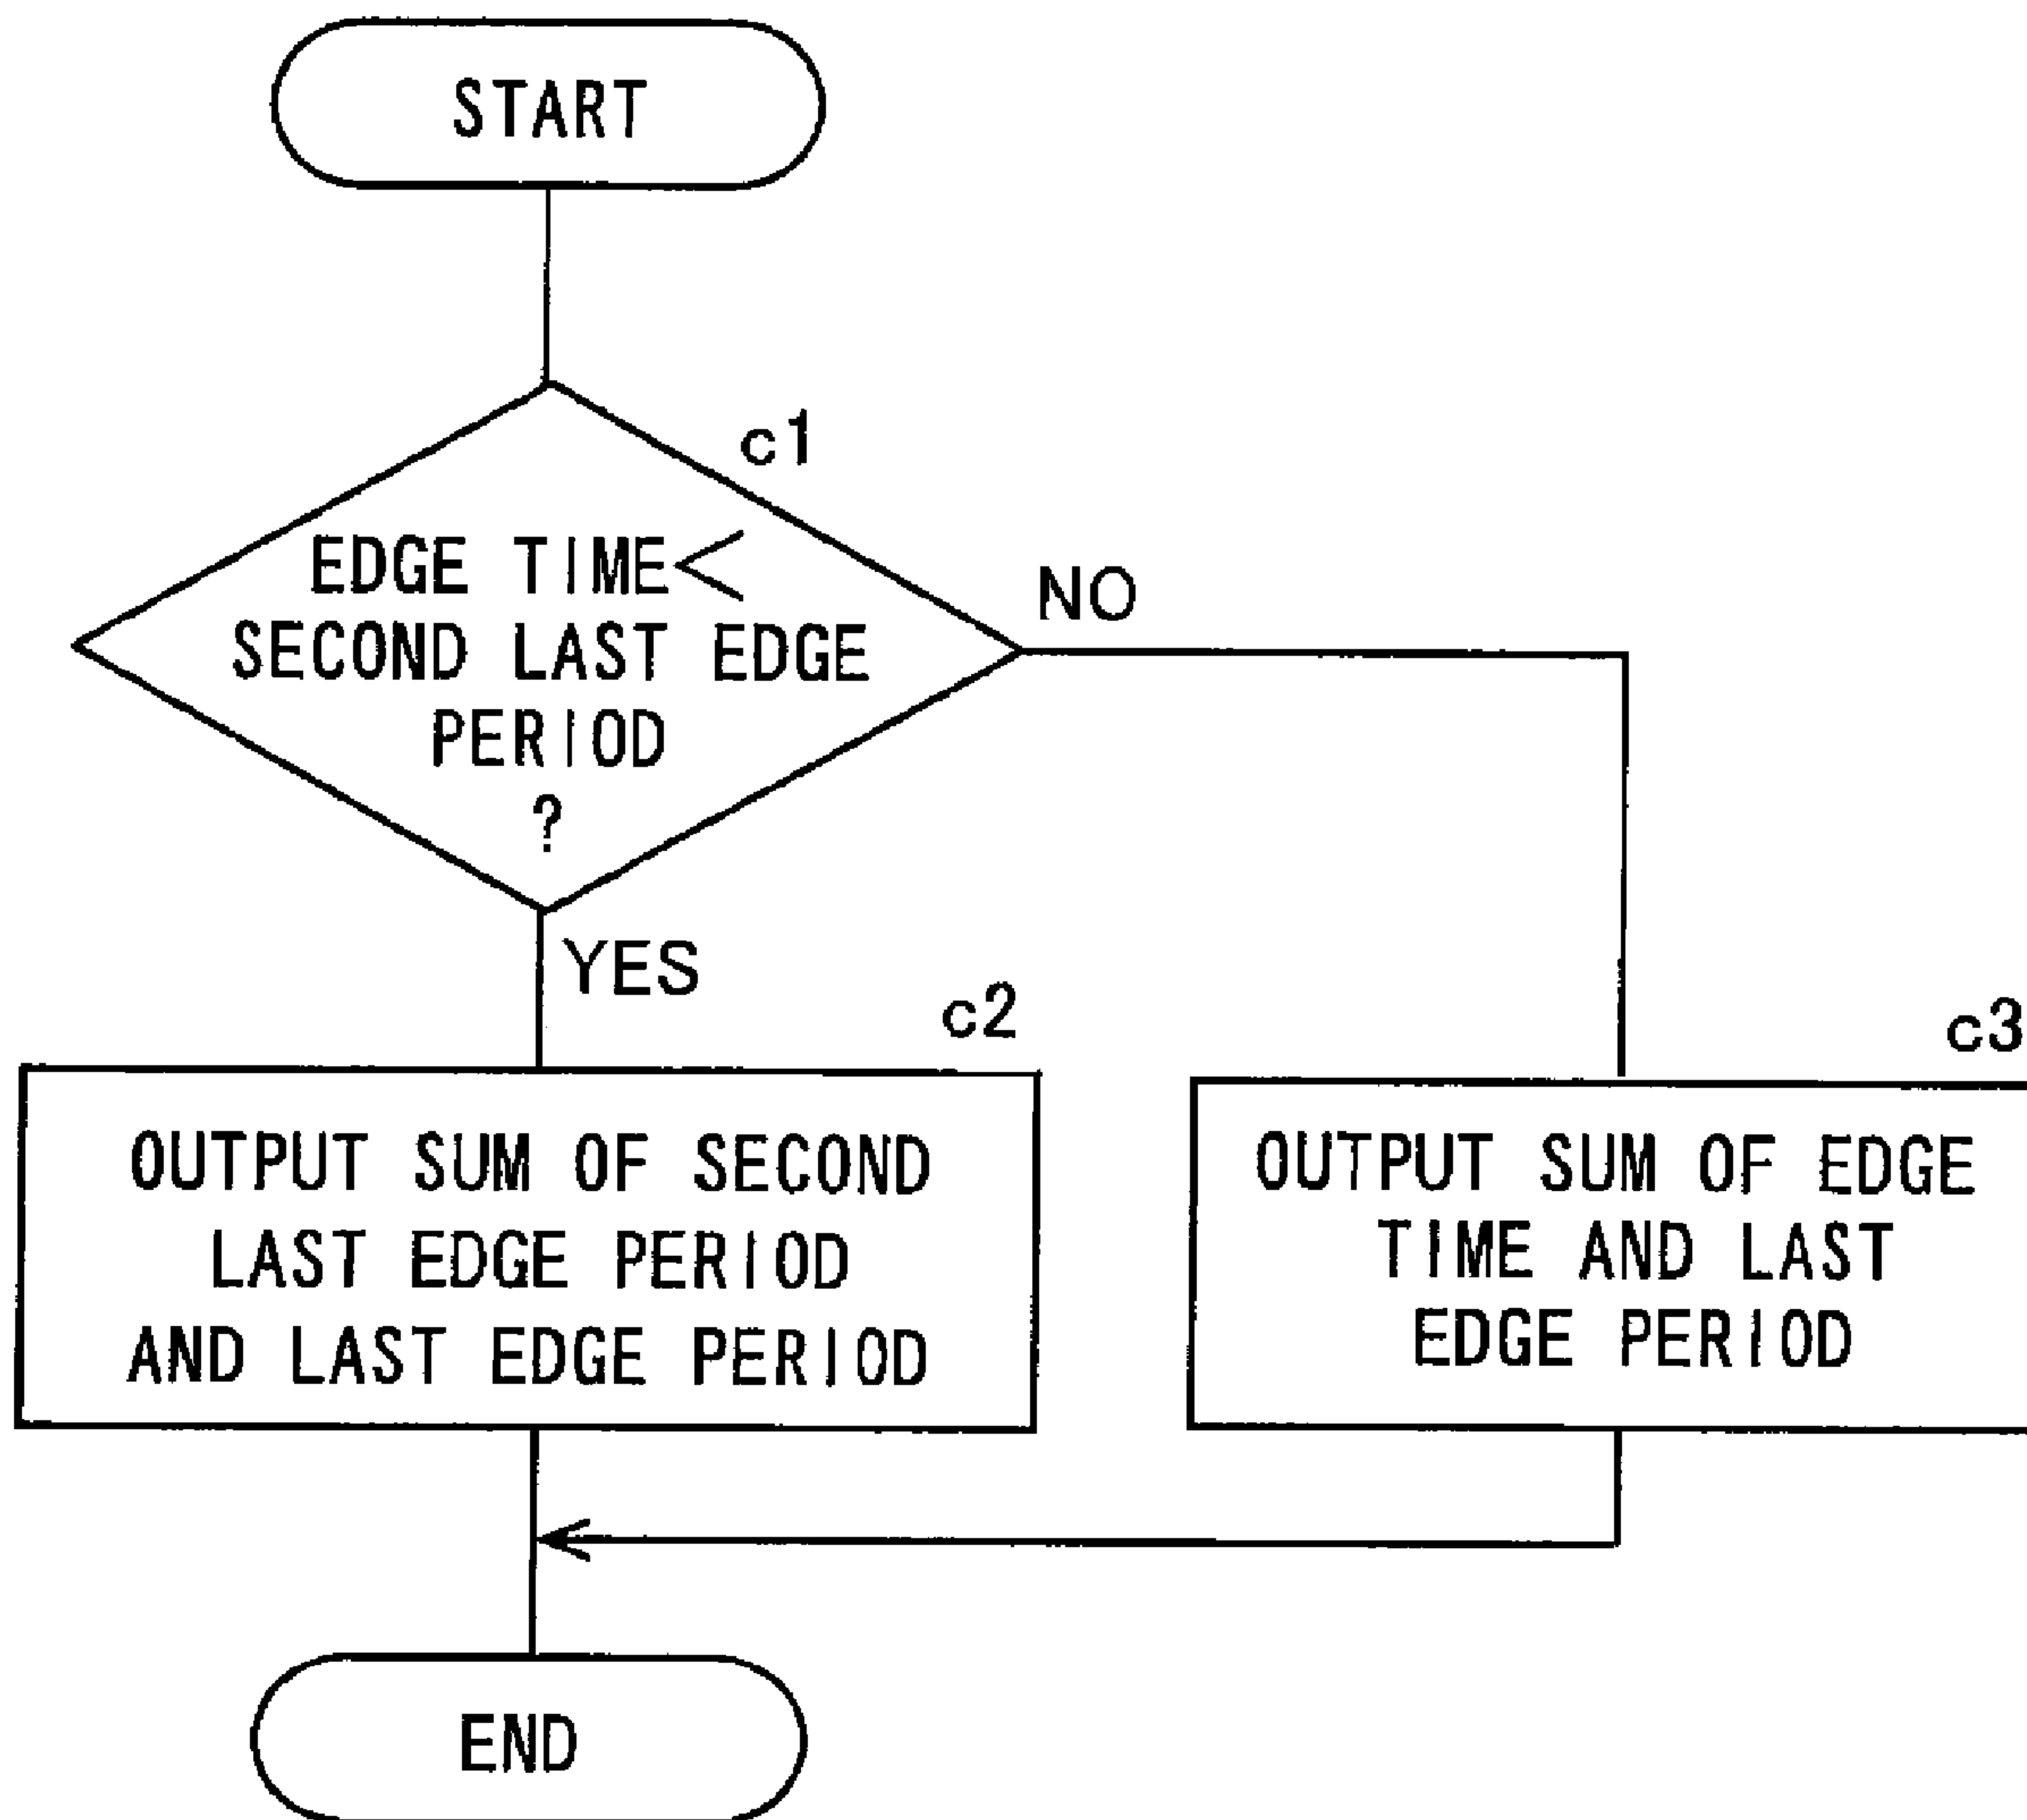 START
c1
EDGE TIME<
SECOND LAST EDGE
PERIOD
?
NO
YES
c2
OUTPUT SUM OF SECOND
LAST EDGE PERIOD
AND LAST EDGE PERIOD
c3
OUTPUT SUM OF EDGE
TIME AND LAST
EDGE PERIOD
END